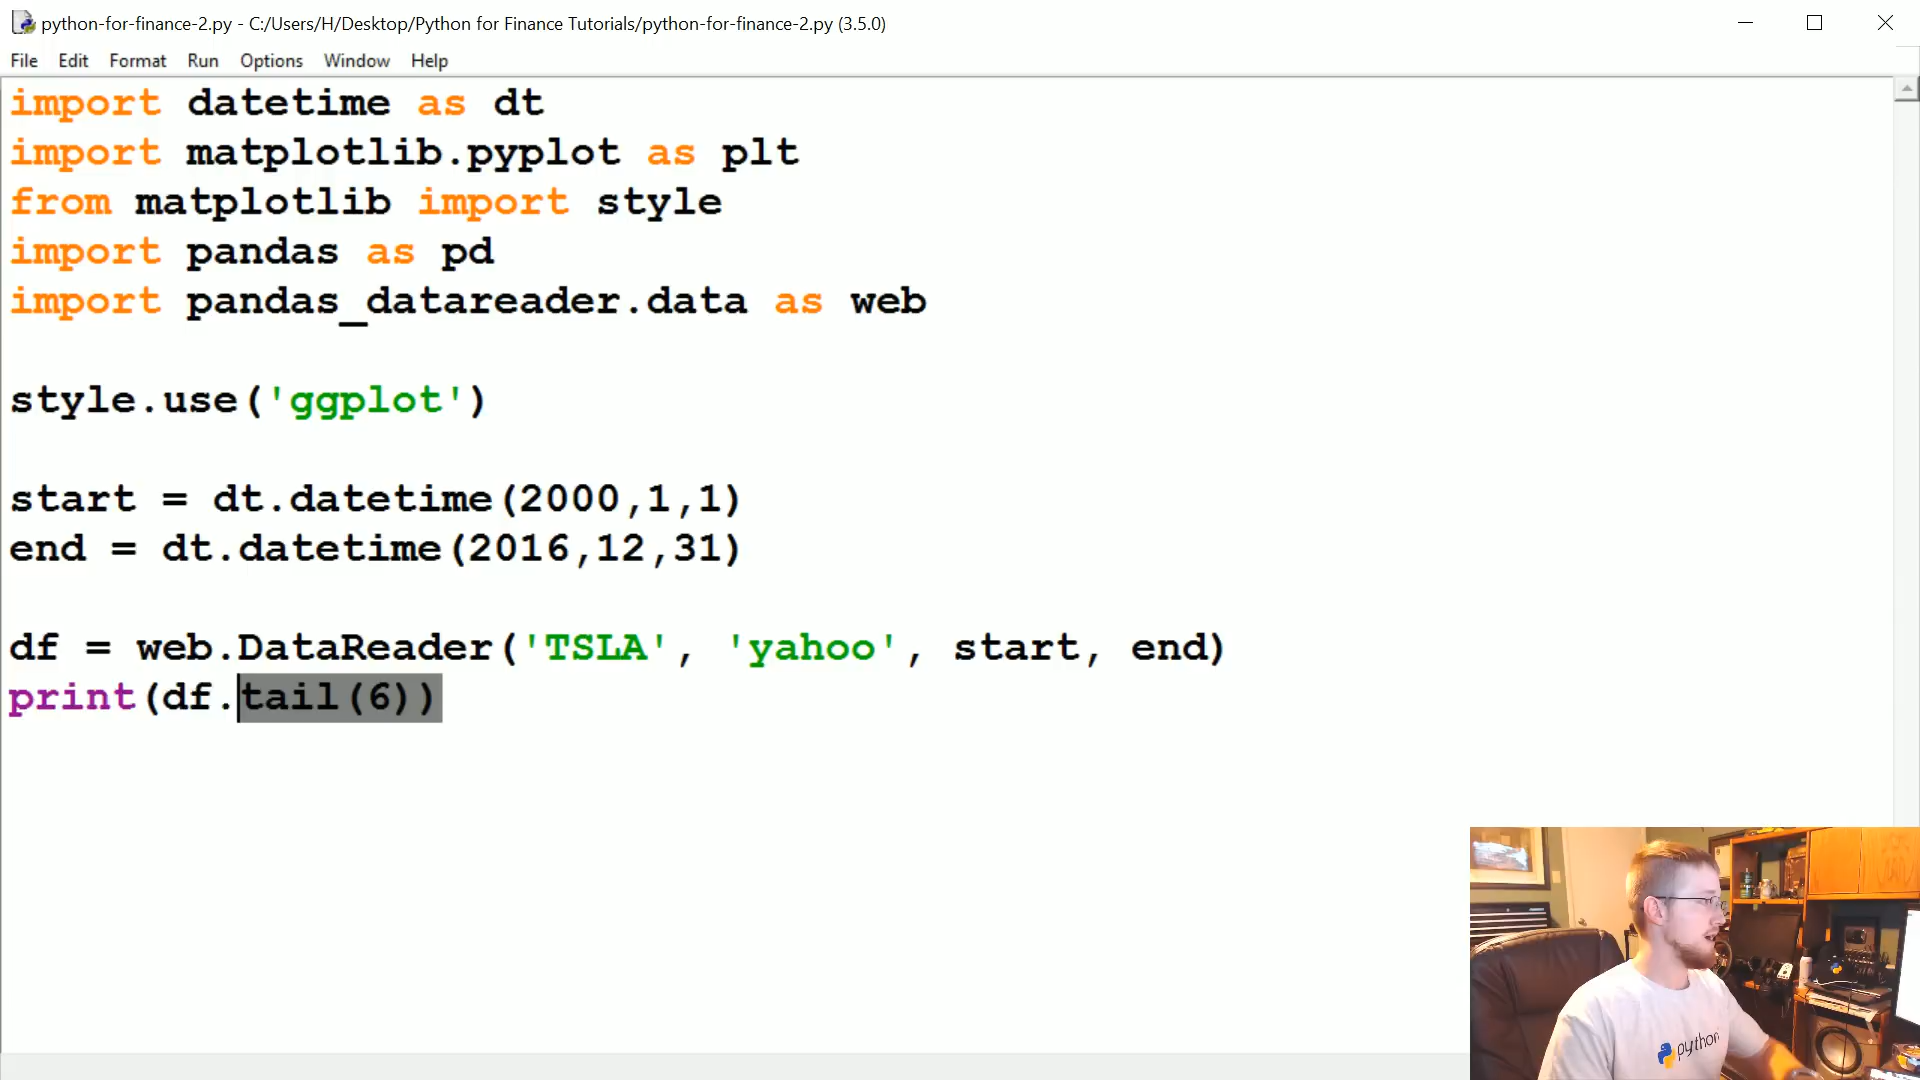 python-for-finance-2.py - C:/Users/H/Desktop/Python for Finance Tutorials/python-for-finance-2.py (3.5.0)
File Edit Format Run Options Window Help
import datetime as dt
import matplotlib.pyplot as plt
from matplotlib import style
import pandas as pd
import pandas_datareader.data as web
style.use('ggplot')
start = dt.datetime(2000,1,1)
end = dt.datetime(2016,12,31)
df = web.DataReader('TSLA', 'yahoo', start, end)
print(df.tail(6))
python